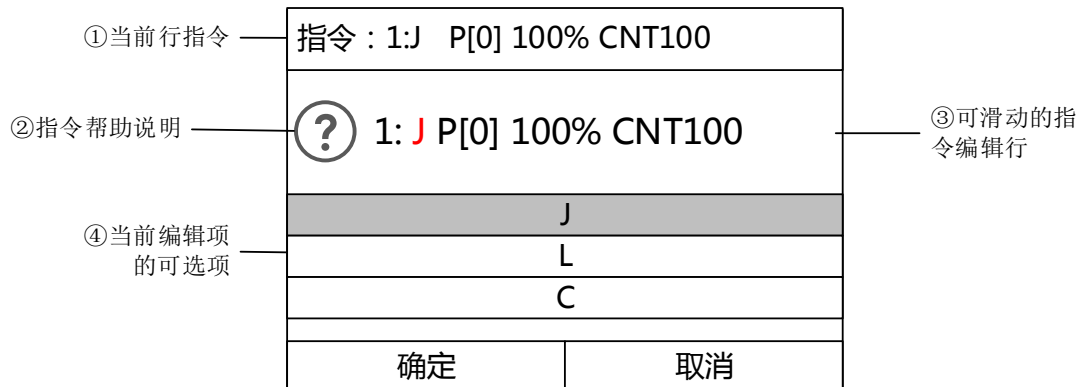 ①当前行指令
指令：1:J P[0] 100% CNT100
②指令帮助说明
? 1: J P[0] 100% CNT100
③可滑动的指
令编辑行
④当前编辑项
的可选项
J
L
C
确定 取消